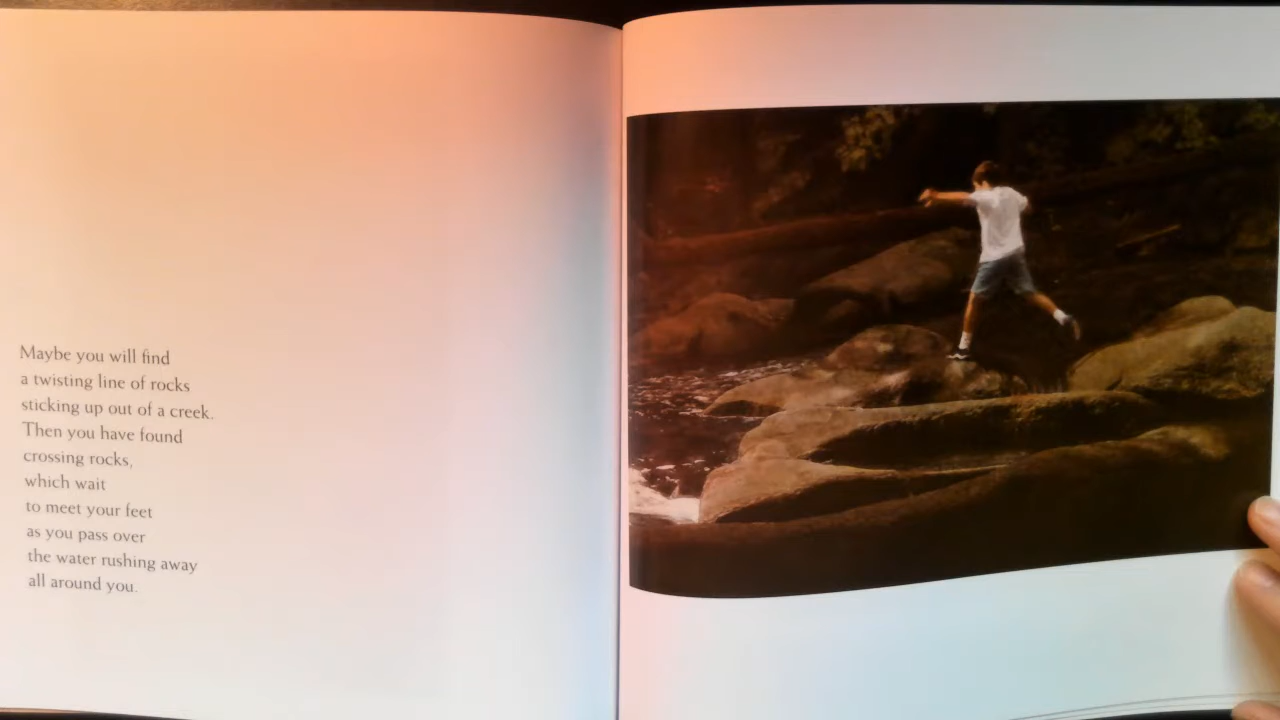 Maybe you will find
a twisting line of rocks
sticking up out of a creek.
Then you have found
crossing rocks,
which wait
to meet your feet
as you pass over
the water rushing away
all around you.